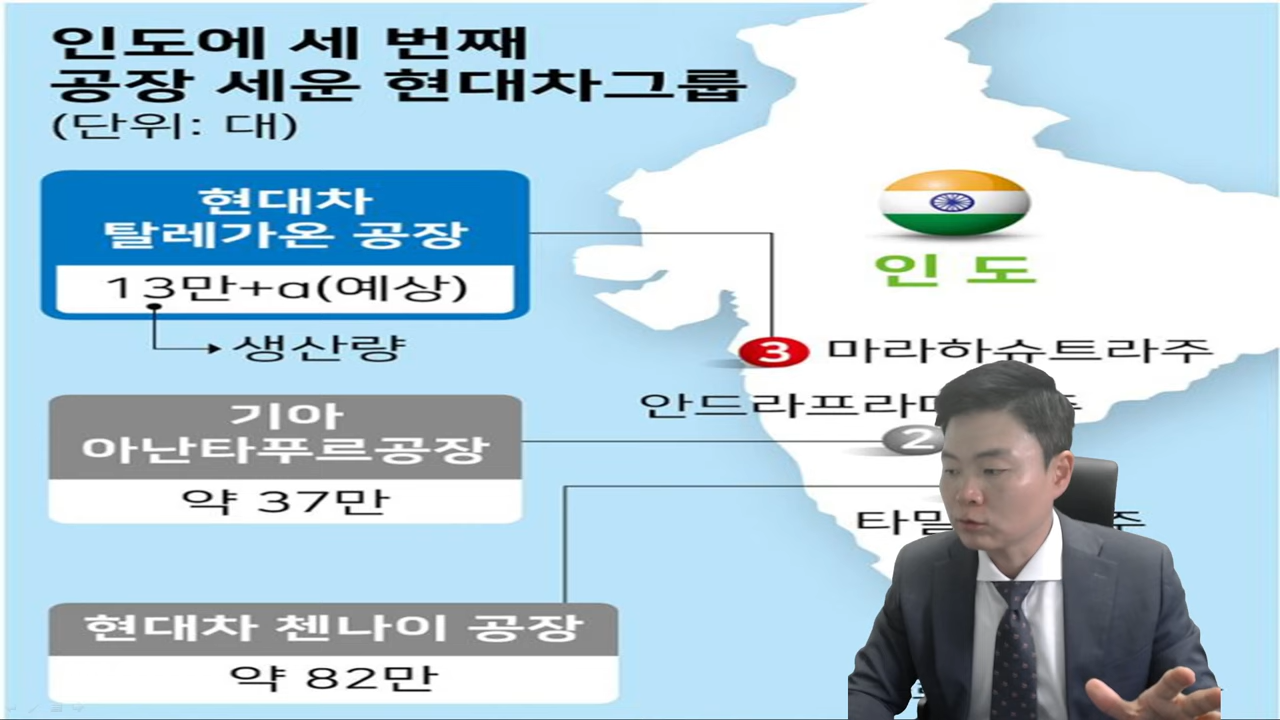 인도에 세 번째
공장 세운 현대차그룹
(단위: 대)
현대차
탈레가온 공장
13만+α(예상)
생산량
인 도
3 마라하슈트라주
2
기아
아난타푸르공장
약 37만
현대차 첸나이 공장
약 82만